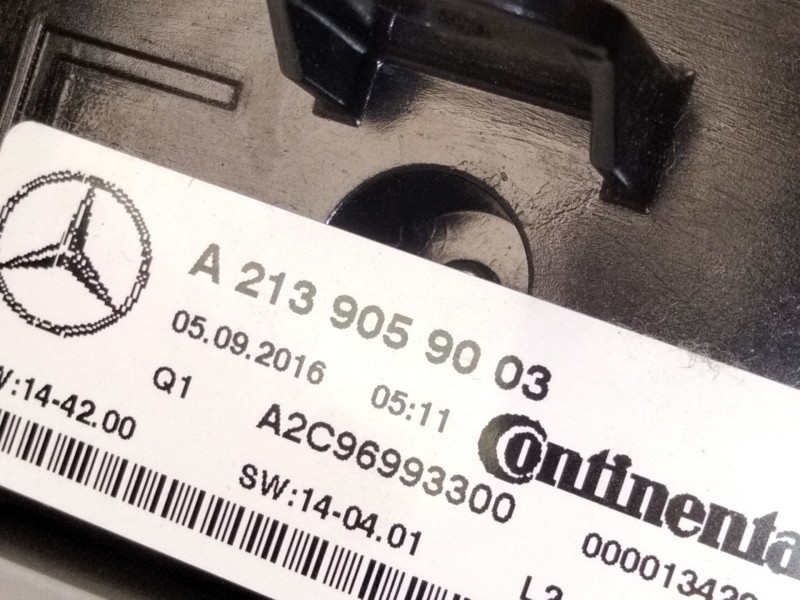 A 213 905 90 03
05.09.2016 05:11
Q1 A2C96993300
Continental
:14-42.00 SW:14-04.01
L2